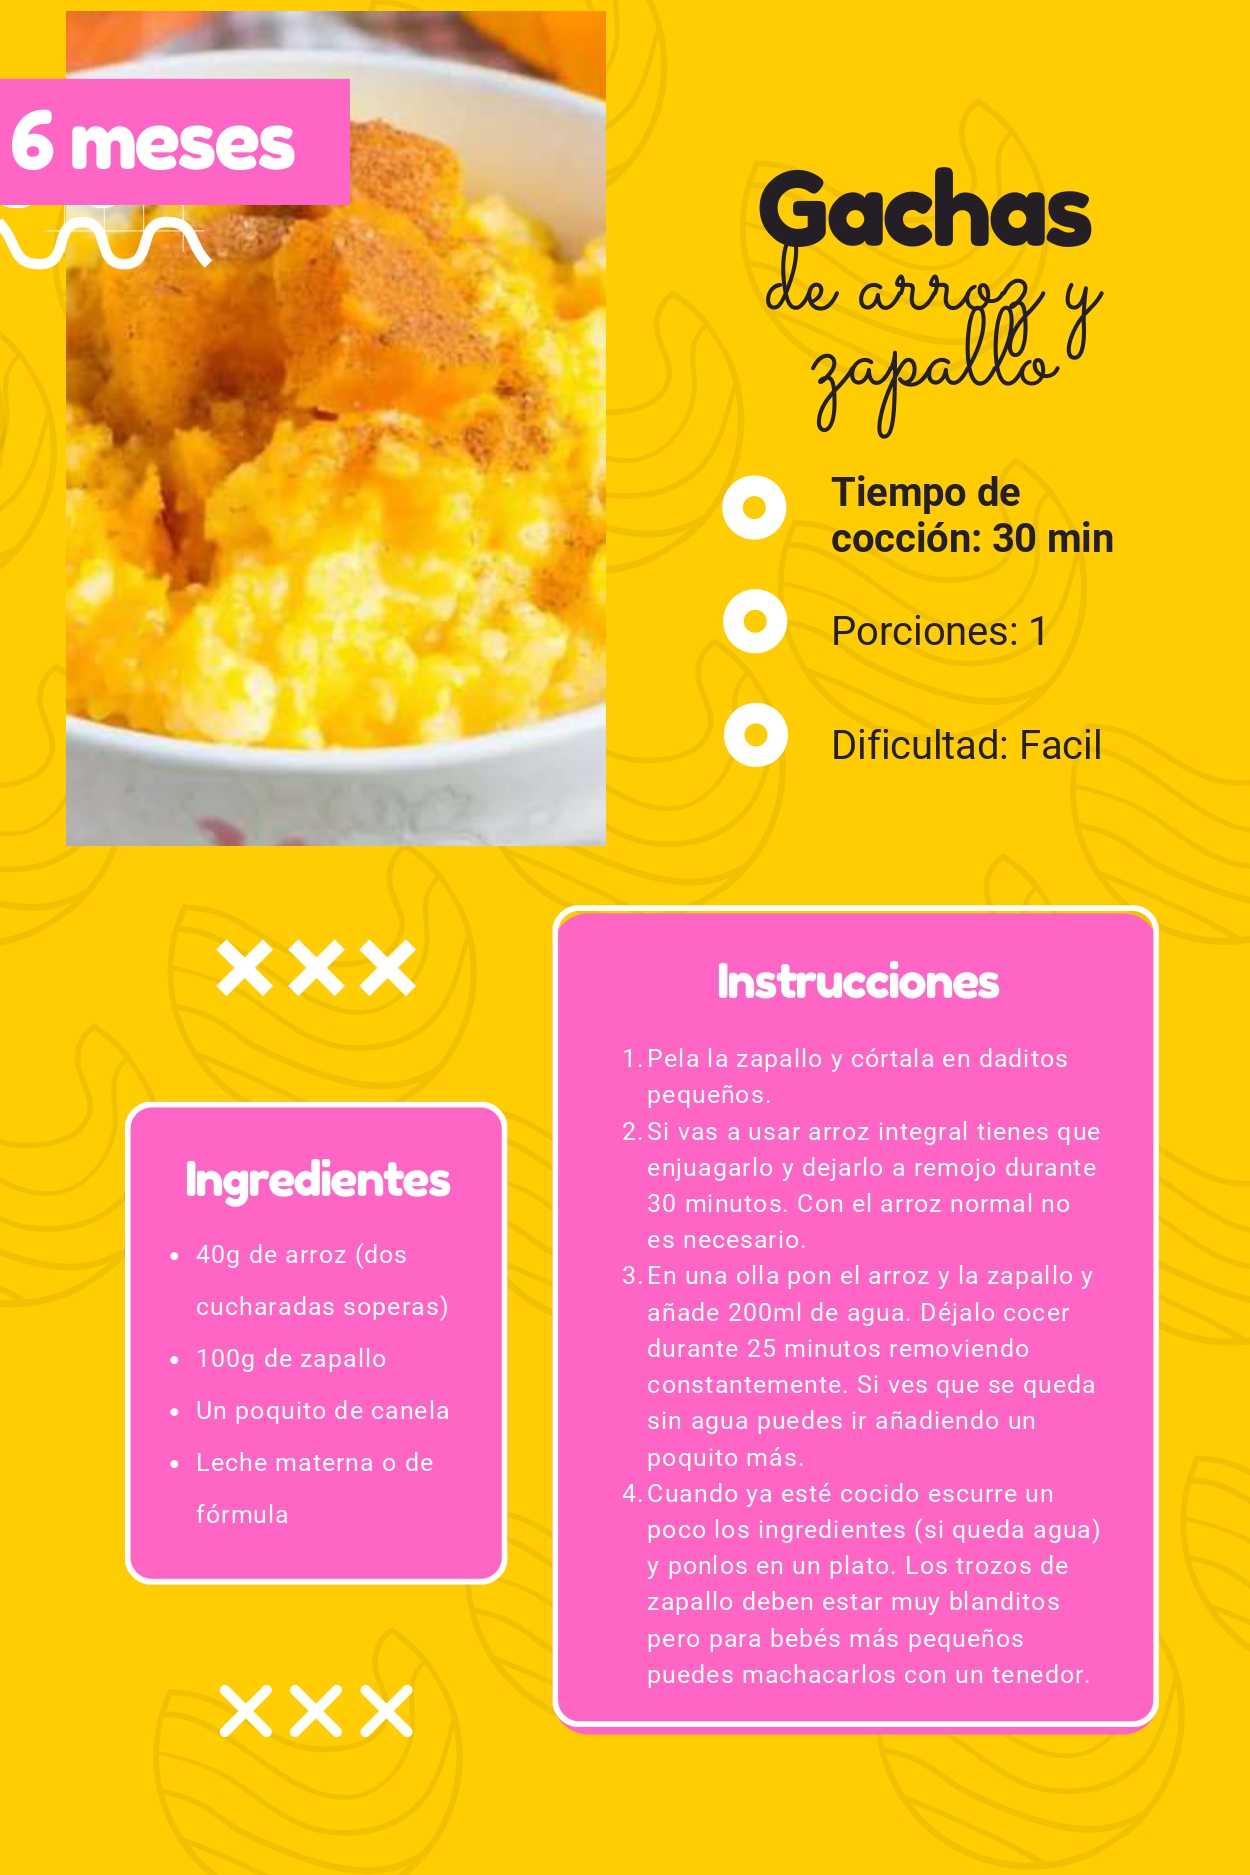 6 meses
Gachas
de arroz y
zapallo
Tiempo de
cocción: 30 min
Porciones: 1
Dificultad: Facil
Ingredientes
• 40g de arroz (dos
cucharadas soperas)
• 100g de zapallo
• Un poquito de canela
• Leche materna o de
fórmula
Instrucciones
1. Pela la zapallo y córtala en daditos
pequeños.
2. Si vas a usar arroz integral tienes que
enjuagarlo y dejarlo a remojo durante
30 minutos. Con el arroz normal no
es necesario.
3. En una olla pon el arroz y la zapallo y
añade 200ml de agua. Déjalo cocer
durante 25 minutos removiendo
constantemente. Si ves que se queda
sin agua puedes ir añadiendo un
poquito más.
4. Cuando ya esté cocido escurre un
poco los ingredientes (si queda agua)
y ponlos en un plato. Los trozos de
zapallo deben estar muy blanditos
pero para bebés más pequeños
puedes machacarlos con un tenedor.